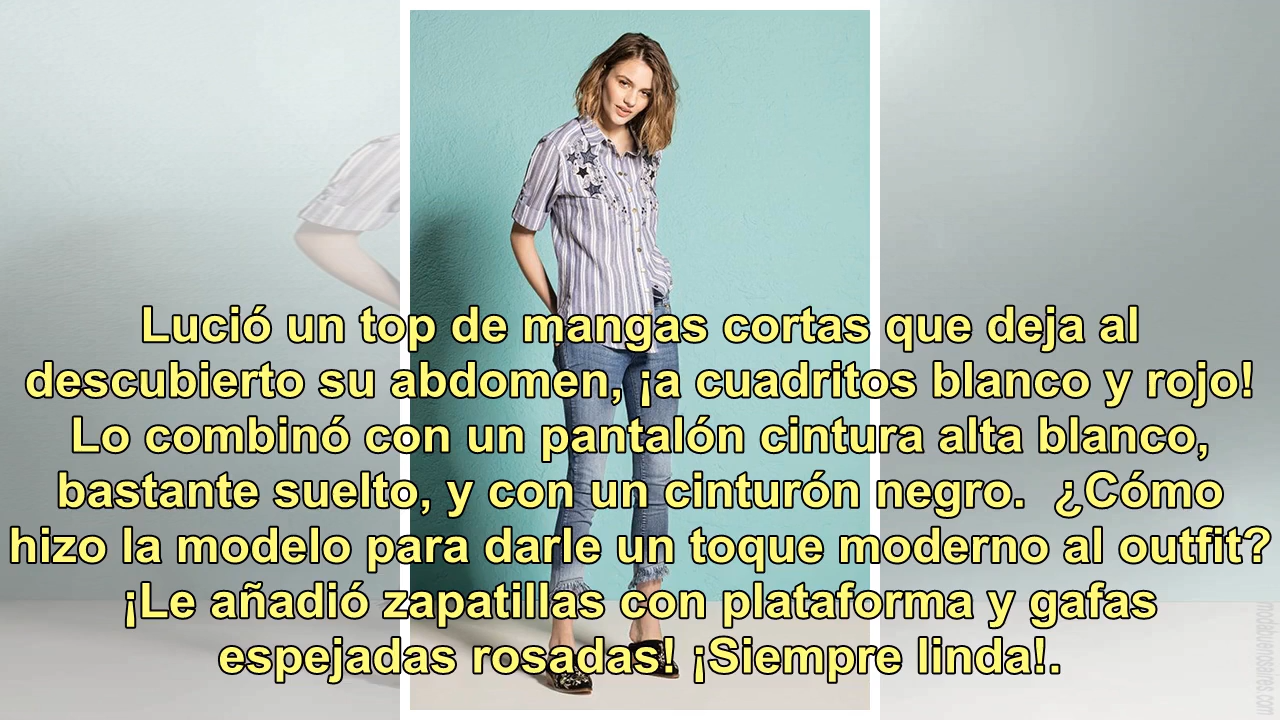 Lució un top de mangas cortas que deja al
descubierto su abdomen, ¡a cuadritos blanco y rojo!
Lo combinó con un pantalón cintura alta blanco,
bastante suelto, y con un cinturón negro.  ¿Cómo
hizo la modelo para darle un toque moderno al outfit?
¡Le añadió zapatillas con plataforma y gafas
espejadas rosadas! ¡Siempre linda!.
modabuenosaires.com